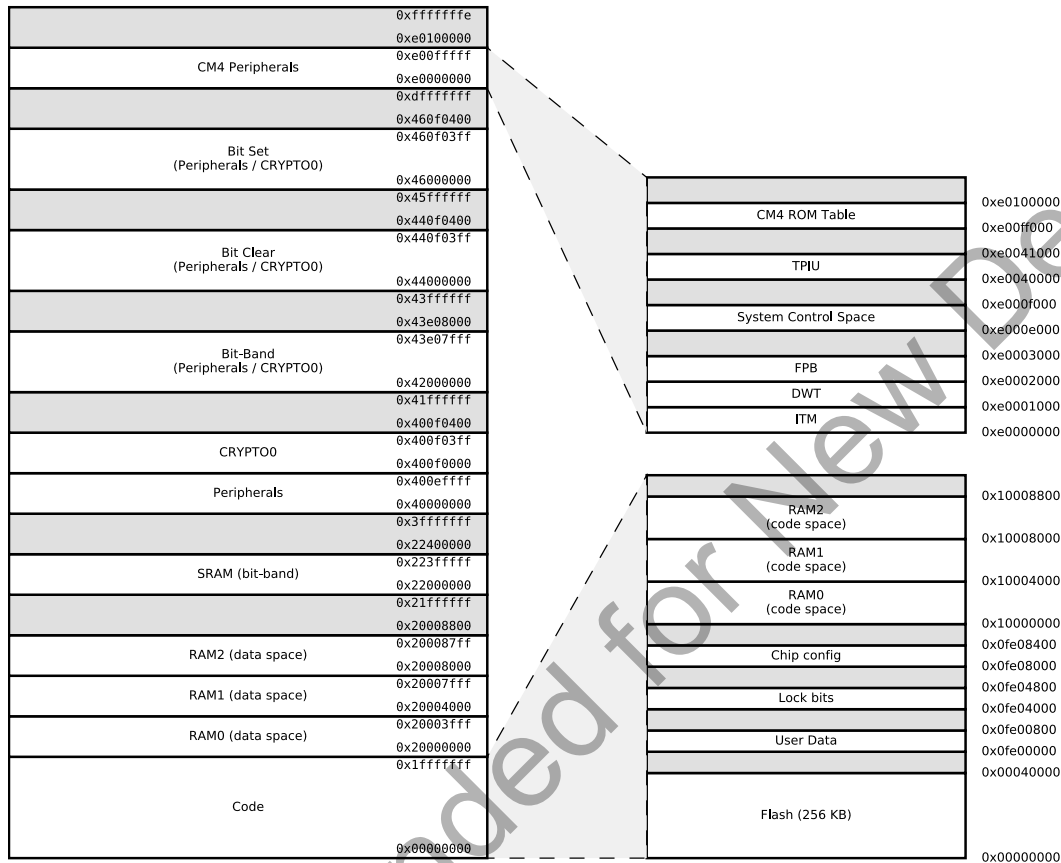 0xfffffffe
0xe0100000
0xe00fffff
CM4 Peripherals
0xe0000000
0xdfffffff
0x460f0400
0x460f03ff
Bit Set
(Peripherals / CRYPTO0)
0x46000000
0x45ffffff
0x440f0400
0x440f03ff
Bit Clear
(Peripherals / CRYPTO0)
0x44000000
0x43ffffff
0x43e08000
0x43e07fff
Bit-Band
(Peripherals / CRYPTO0)
0x42000000
0x41ffffff
0x400f0400
0x400f03ff
CRYPTO0
0x400f0000
0x400effff
Peripherals
0x40000000
0x3fffffff
0x22400000
0x223fffff
SRAM (bit-band)
0x22000000
0x21ffffff
0x20008800
0x200087ff
RAM2 (data space)
0x20008000
0x20007fff
RAM1 (data space)
0x20004000
0x20003fff
RAM0 (data space)
0x20000000
0x1fffffff
Code
0x00000000
0xe0100000
CM4 ROM Table
0xe00ff000
0xe0041000
TPIU
0xe0040000
0xe000f000
System Control Space
0xe000e000
0xe0003000
FPB
0xe0002000
DWT
0xe0001000
ITM
0xe0000000
0x10008800
RAM2
(code space)
0x10008000
RAM1
(code space)
0x10004000
RAM0
(code space)
0x10000000
0x0fe08400
Chip config
0x0fe08000
0x0fe04800
Lock bits
0x0fe04000
0x0fe00800
User Data
0x0fe00000
0x00040000
Flash (256 KB)
0x00000000
nded for New De